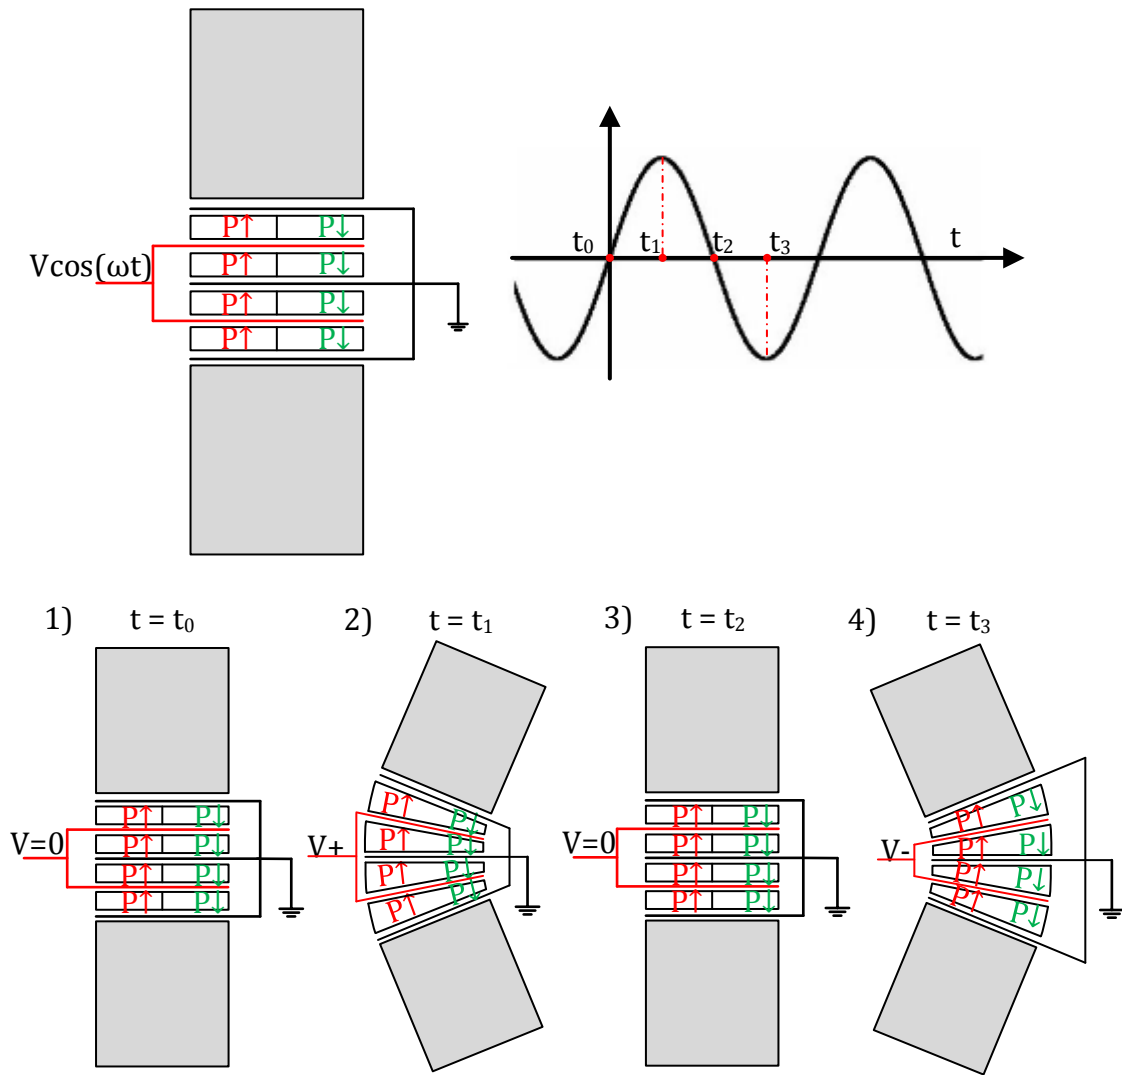 P↑ P↓
Vcos(ωt) P↑ P↓
P↑ P↓
P↑ P↓
t₀ t₁ t₂ t₃ t
1) t = t₀
2) t = t₁
3) t = t₂
4) t = t₃
P↑ P↓
V=0 P↑ P↓
P↑ P↓
P↑ P↓
P↑ P↓
V+ P↑ P↓
P↑ P↓
P↑ P↓
P↑ P↓
V=0 P↑ P↓
P↑ P↓
P↑ P↓
P↑ P↓
V- P↑ P↓
P↑ P↓
P↑ P↓